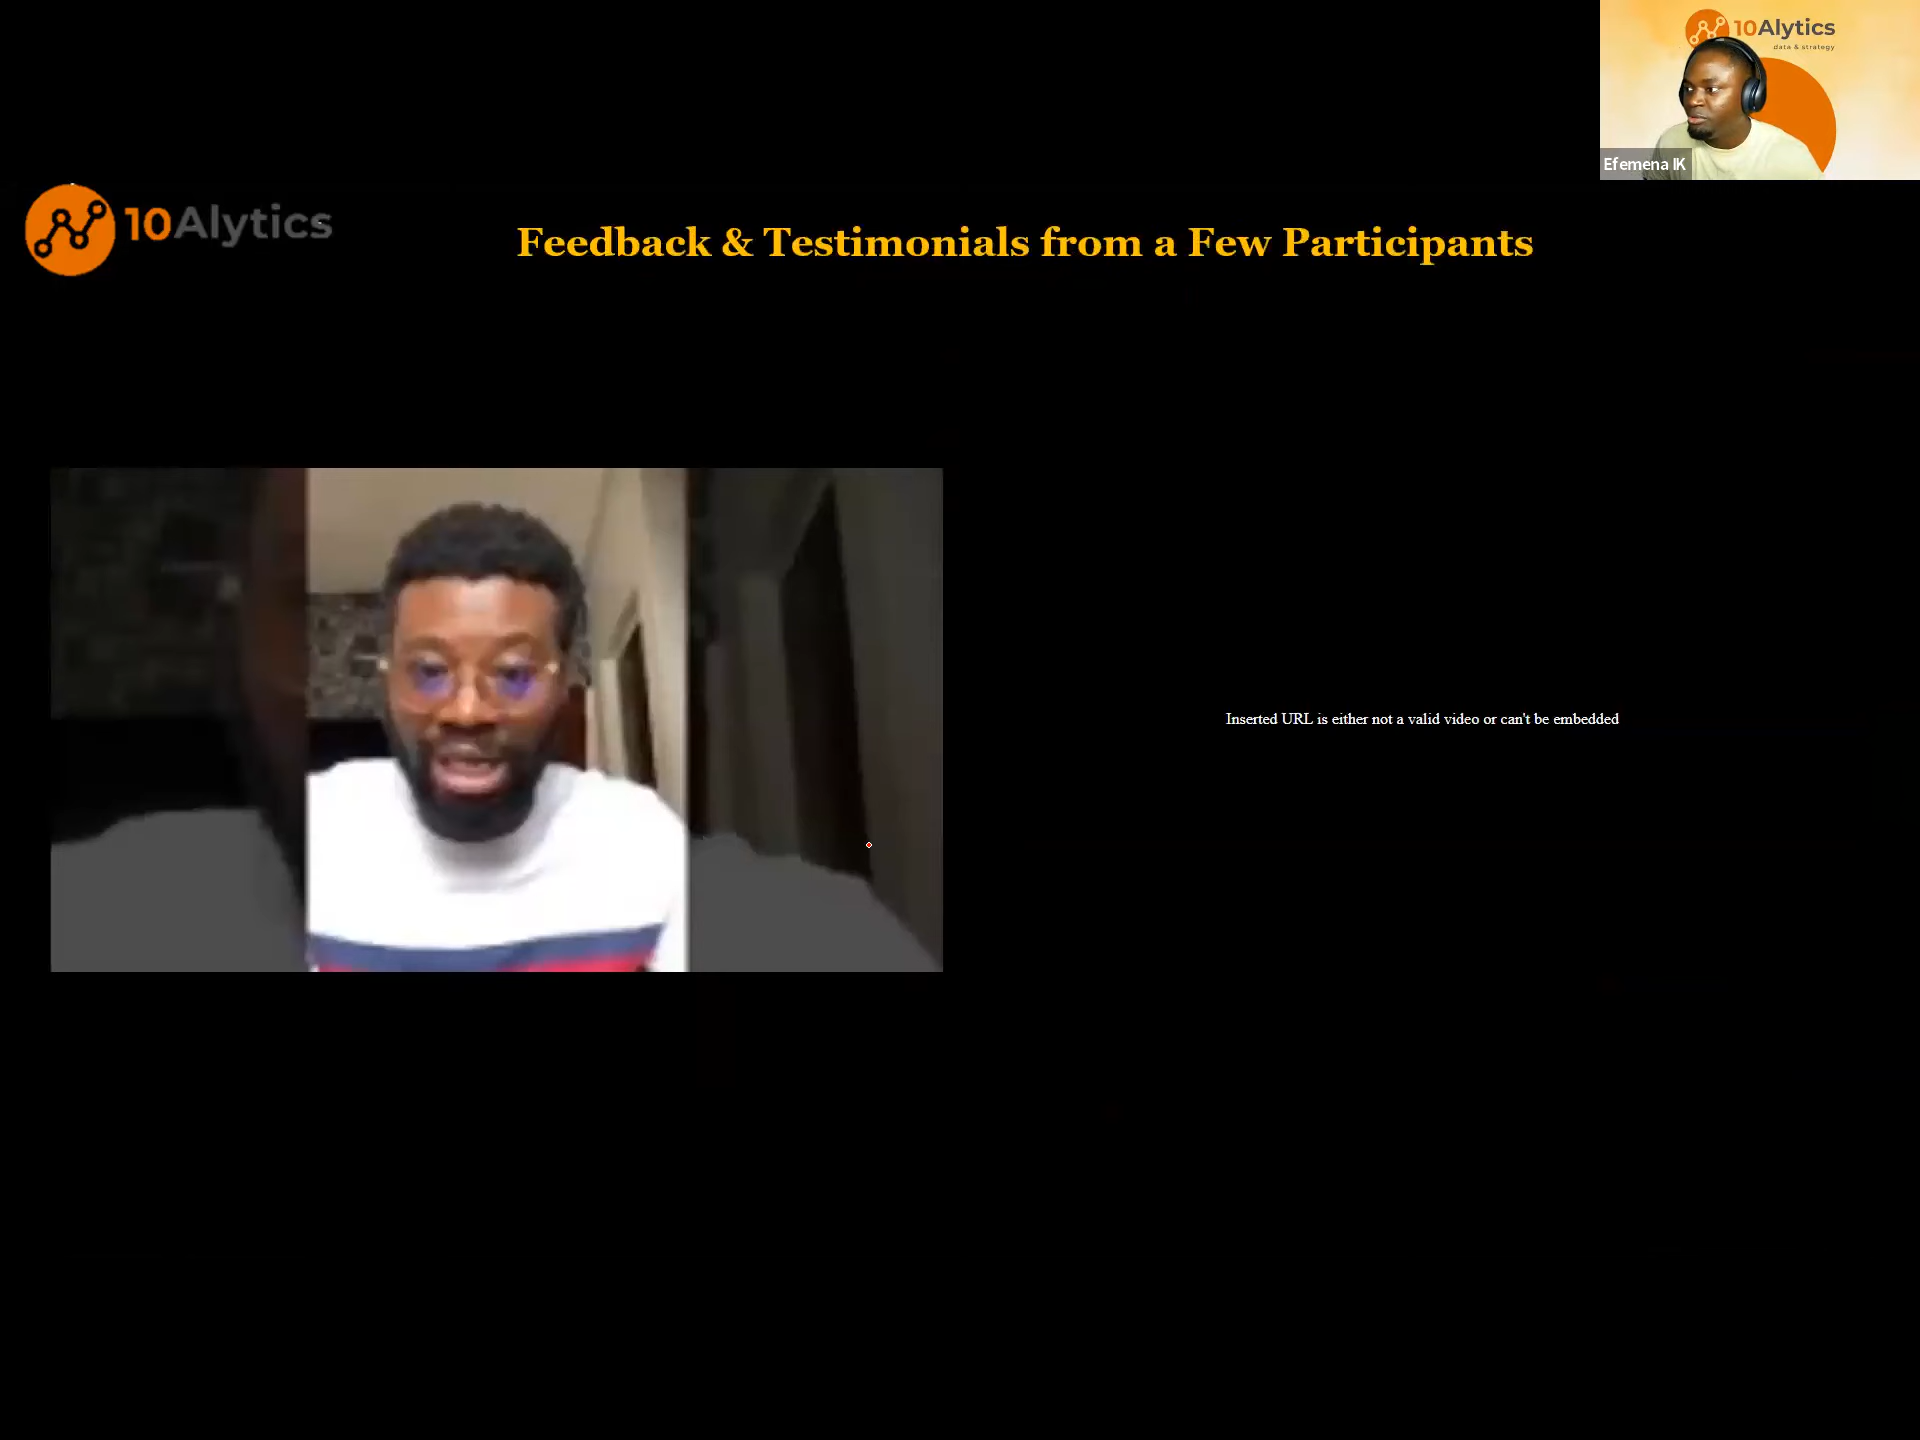 10Alytics
data & strategy
Efemena IK
10Alytics
Feedback & Testimonials from a Few Participants
Inserted URL is either not a valid video or can't be embedded